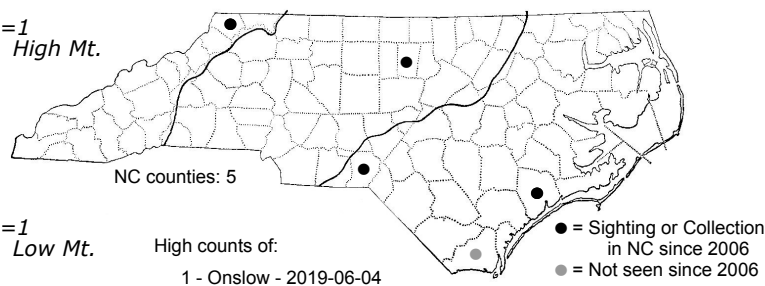 =1
High Mt.
NC counties: 5
=1
Low Mt.
High counts of:
1 - Onslow - 2019-06-04
● = Sighting or Collection
in NC since 2006
● = Not seen since 2006